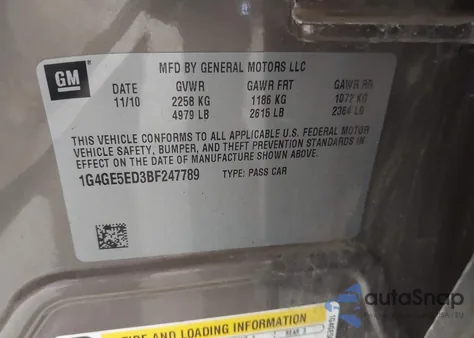 GM
MFD BY GENERAL MOTORS LLC
DATE GVWR GAWR FRT GAWR RR
11/10 2258 KG 1186 KG 1072 KG
4979 LB 2615 LB 2364 LB
THIS VEHICLE CONFORMS TO ALL APPLICABLE U.S. FEDERAL MOTOR
VEHICLE SAFETY, BUMPER, AND THEFT PREVENTION STANDARDS IN
EFFECT ON THE DATE OF MANUFACTURE SHOWN ABOVE.
1G4GE5ED3BF247789 TYPE: PASS CAR
autoSnap
TIRE AND LOADING INFORMATION